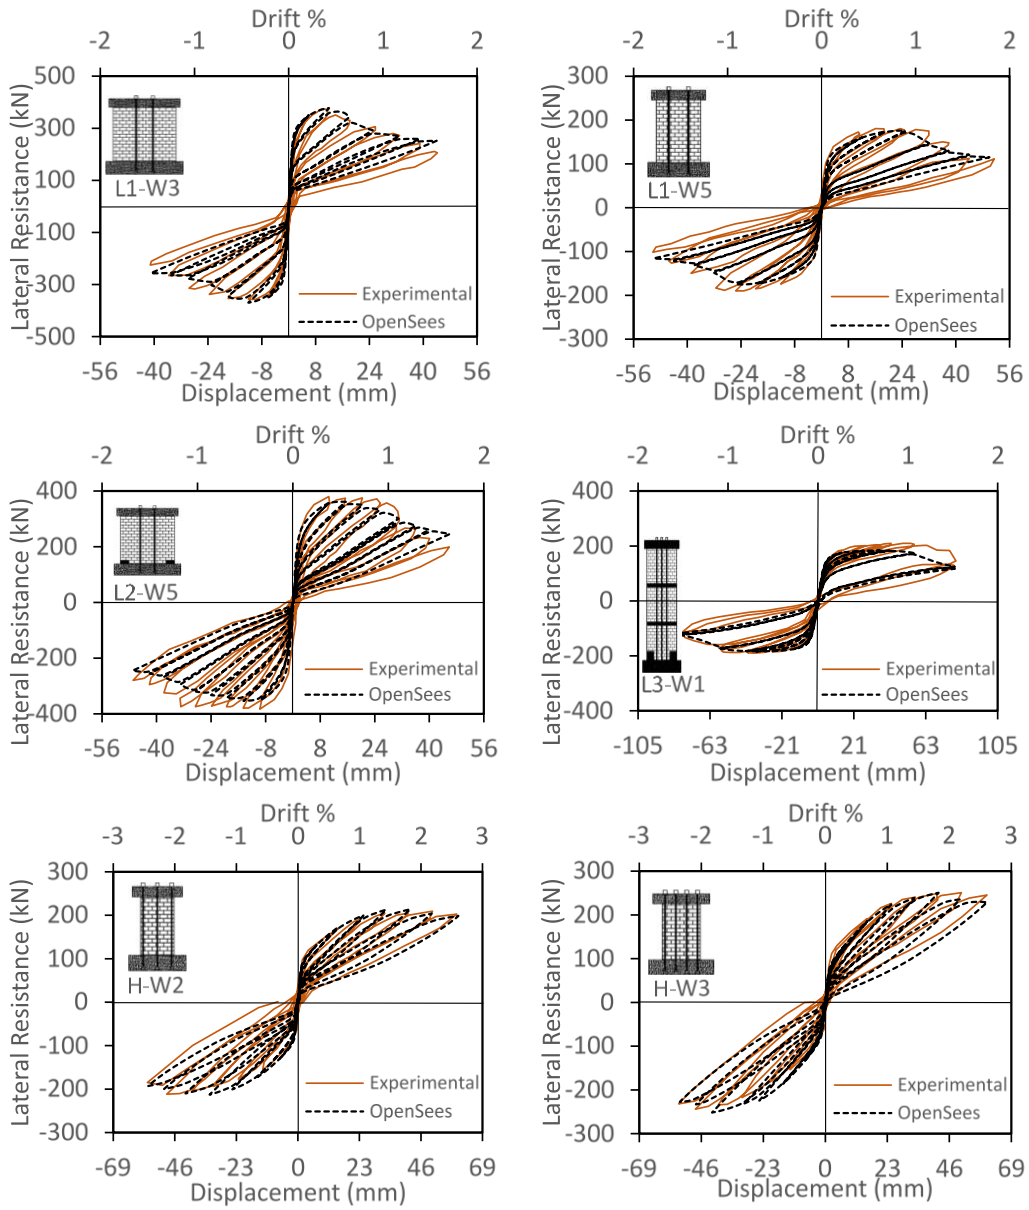 Drift %
-2 -1 0 1 2
500
300
100
-100
-300
-500
Lateral Resistance (kN)
L1-W3
Experimental
OpenSees
-56 -40 -24 -8 8 24 40 56
Displacement (mm)
Drift %
-2 -1 0 1 2
300
200
100
0
-100
-200
-300
Lateral Resistance (kN)
L1-W5
Experimental
OpenSees
-56 -40 -24 -8 8 24 40 56
Displacement (mm)
Drift %
-2 -1 0 1 2
400
200
0
-200
-400
Lateral Resistance (kN)
L2-W5
Experimental
OpenSees
-56 -40 -24 -8 8 24 40 56
Displacement (mm)
Drift %
-2 -1 0 1 2
400
200
0
-200
-400
Lateral Resistance (kN)
L3-W1
Experimental
OpenSees
-105 -63 -21 21 63 105
Displacement (mm)
Drift %
-3 -2 -1 0 1 2 3
300
200
100
0
-100
-200
-300
Lateral Resistance (kN)
H-W2
Experimental
OpenSees
-69 -46 -23 0 23 46 69
Displacement (mm)
Drift %
-3 -2 -1 0 1 2 3
300
200
100
0
-100
-200
-300
Lateral Resistance (kN)
H-W3
Experimental
OpenSees
-69 -46 -23 0 23 46 69
Displacement (mm)